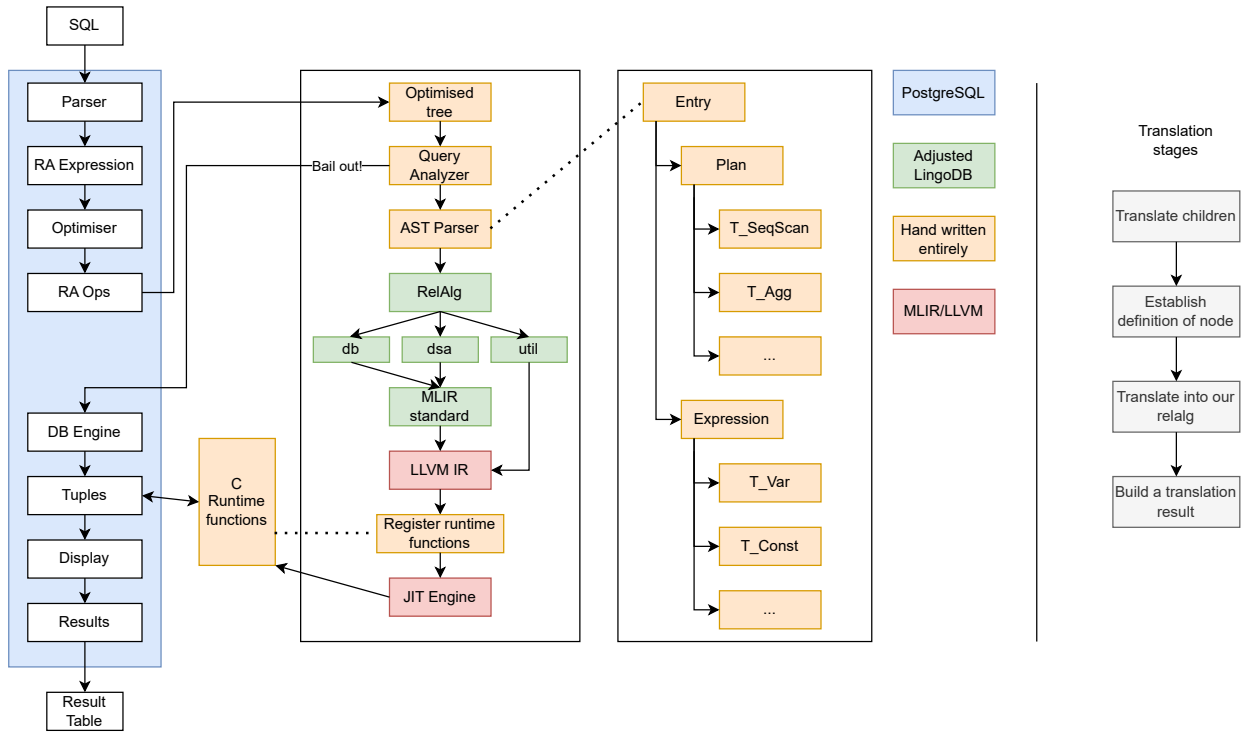 SQL
Parser
RA Expression
Optimiser
RA Ops
DB Engine
Tuples
Display
Results
Result
Table
C
Runtime
functions
Bail out!
Optimised
tree
Query
Analyzer
AST Parser
RelAlg
db
dsa
util
MLIR
standard
LLVM IR
Register runtime
functions
JIT Engine
Entry
Plan
T_SeqScan
T_Agg
...
Expression
T_Var
T_Const
...
PostgreSQL
Adjusted
LingoDB
Hand written
entirely
MLIR/LLVM
Translation
stages
Translate children
Establish
definition of node
Translate into our
relalg
Build a translation
result